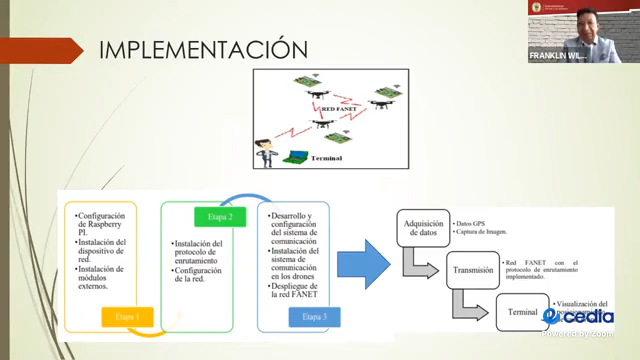 IMPLEMENTACIÓN
FRANKLIN WIL...
RED FANET
Terminal
•Configuración
de Raspberry
PI.
•Instalación del
dispositivo de
red.
•Instalación de
módulos
externos.
Etapa 1
Etapa 2
•Instalación del
protocolo de
enrutamiento
•Configuración
de la red.
•Desarrollo y
configuración
del sistema de
comunicación
•Instalación del
sistema de
comunicación
en los drones
•Despliegue de
la red FANET
Etapa 3
Adquisición
de datos
•Datos GPS
•Captura de Imagen.
Transmisión
•Red FANET con el
protocolo de enrutamiento
implementado.
Terminal
•Visualización del
cedia
Powered by Zoom